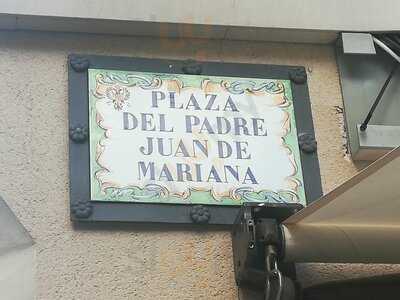 PLAZA
DEL PADRE
JUAN DE
MARIANA